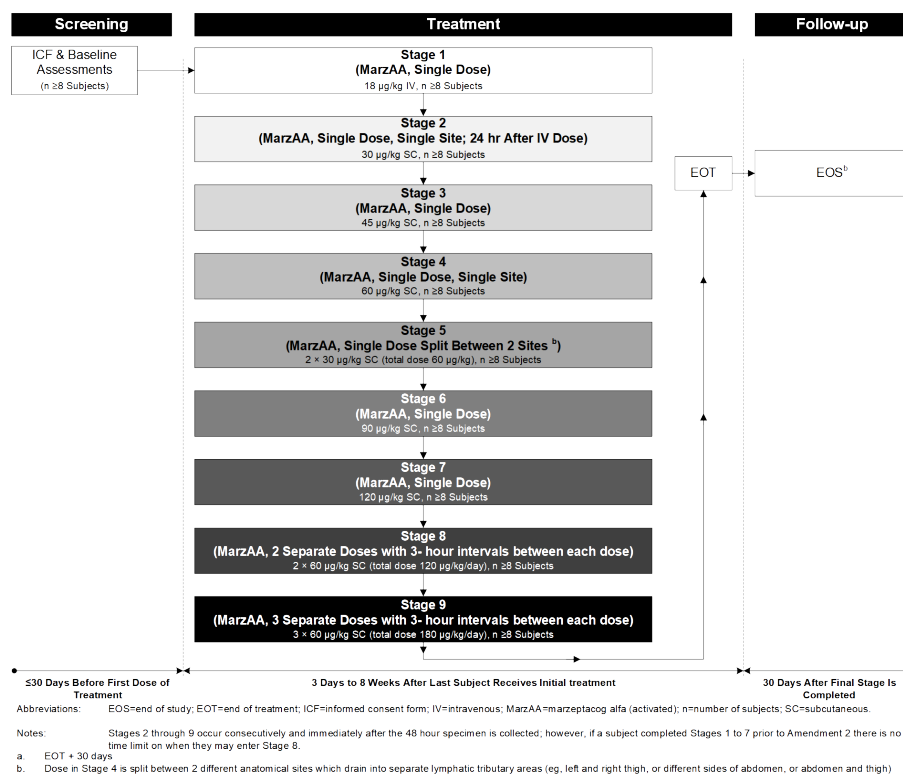 Screening
Treatment
Follow-up
ICF & Baseline
Assessments
(n ≥8 Subjects)
Stage 1
(MarzAA, Single Dose)
18 µg/kg IV, n ≥8 Subjects
Stage 2
(MarzAA, Single Dose, Single Site; 24 hr After IV Dose)
30 µg/kg SC, n ≥8 Subjects
EOT
EOSb
Stage 3
(MarzAA, Single Dose)
45 µg/kg SC, n ≥8 Subjects
Stage 4
(MarzAA, Single Dose, Single Site)
60 µg/kg SC, n ≥8 Subjects
Stage 5
(MarzAA, Single Dose Split Between 2 Sites b)
2 × 30 µg/kg SC (total dose 60 µg/kg), n ≥8 Subjects
Stage 6
(MarzAA, Single Dose)
90 µg/kg SC, n ≥8 Subjects
Stage 7
(MarzAA, Single Dose)
120 µg/kg SC, n ≥8 Subjects
Stage 8
(MarzAA, 2 Separate Doses with 3- hour intervals between each dose)
2 × 60 µg/kg SC (total dose 120 µg/kg/day), n ≥8 Subjects
Stage 9
(MarzAA, 3 Separate Doses with 3- hour intervals between each dose)
3 × 60 µg/kg SC (total dose 180 µg/kg/day), n ≥8 Subjects
≤30 Days Before First Dose of
Treatment
3 Days to 8 Weeks After Last Subject Receives Initial treatment
30 Days After Final Stage Is
Completed
Abbreviations: EOS=end of study; EOT=end of treatment; ICF=informed consent form; IV=intravenous; MarzAA=marzeptacog alfa (activated); n=number of subjects; SC=subcutaneous.
Notes: Stages 2 through 9 occur consecutively and immediately after the 48 hour specimen is collected; however, if a subject completed Stages 1 to 7 prior to Amendment 2 there is no
time limit on when they may enter Stage 8.
a. EOT + 30 days
b. Dose in Stage 4 is split between 2 different anatomical sites which drain into separate lymphatic tributary areas (eg, left and right thigh, or different sides of abdomen, or abdomen and thigh)